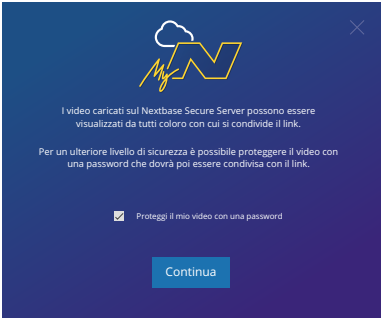 My N
I video caricati sul Nextbase Secure Server possono essere
visualizzati da tutti coloro con cui si condivide il link.
Per un ulteriore livello di sicurezza è possibile proteggere il video con
una password che dovrà poi essere condivisa con il link.
Proteggi il mio video con una password
Continua